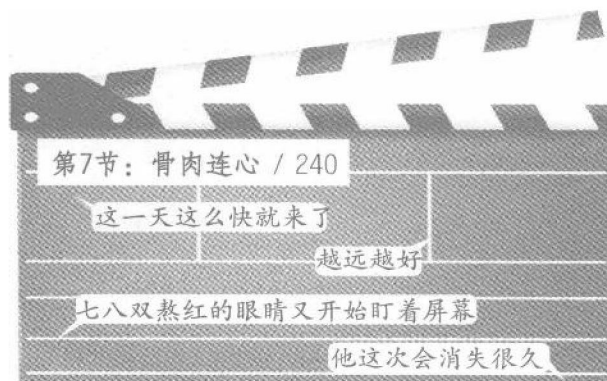 第7节：骨肉连心 / 240
这一天这么快就来了
越远越好
七八双熬红的眼睛又开始盯着屏幕
他这次会消失很久